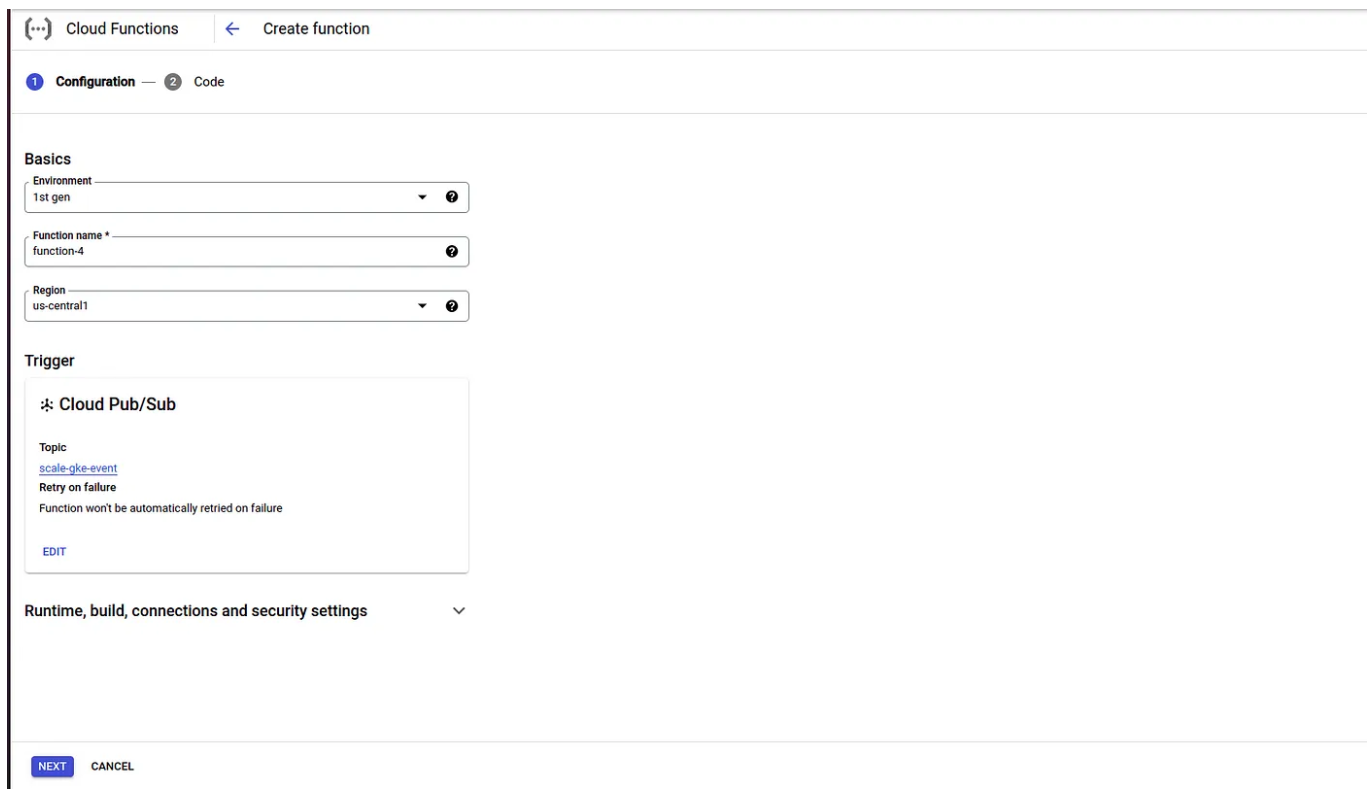 Cloud Functions Create function
1 Configuration — 2 Code
Basics
Environment
1st gen
Function name *
function-4
Region
us-central1
Trigger
Cloud Pub/Sub
Topic
scale-gke-event
Retry on failure
Function won't be automatically retried on failure
EDIT
Runtime, build, connections and security settings
NEXT CANCEL